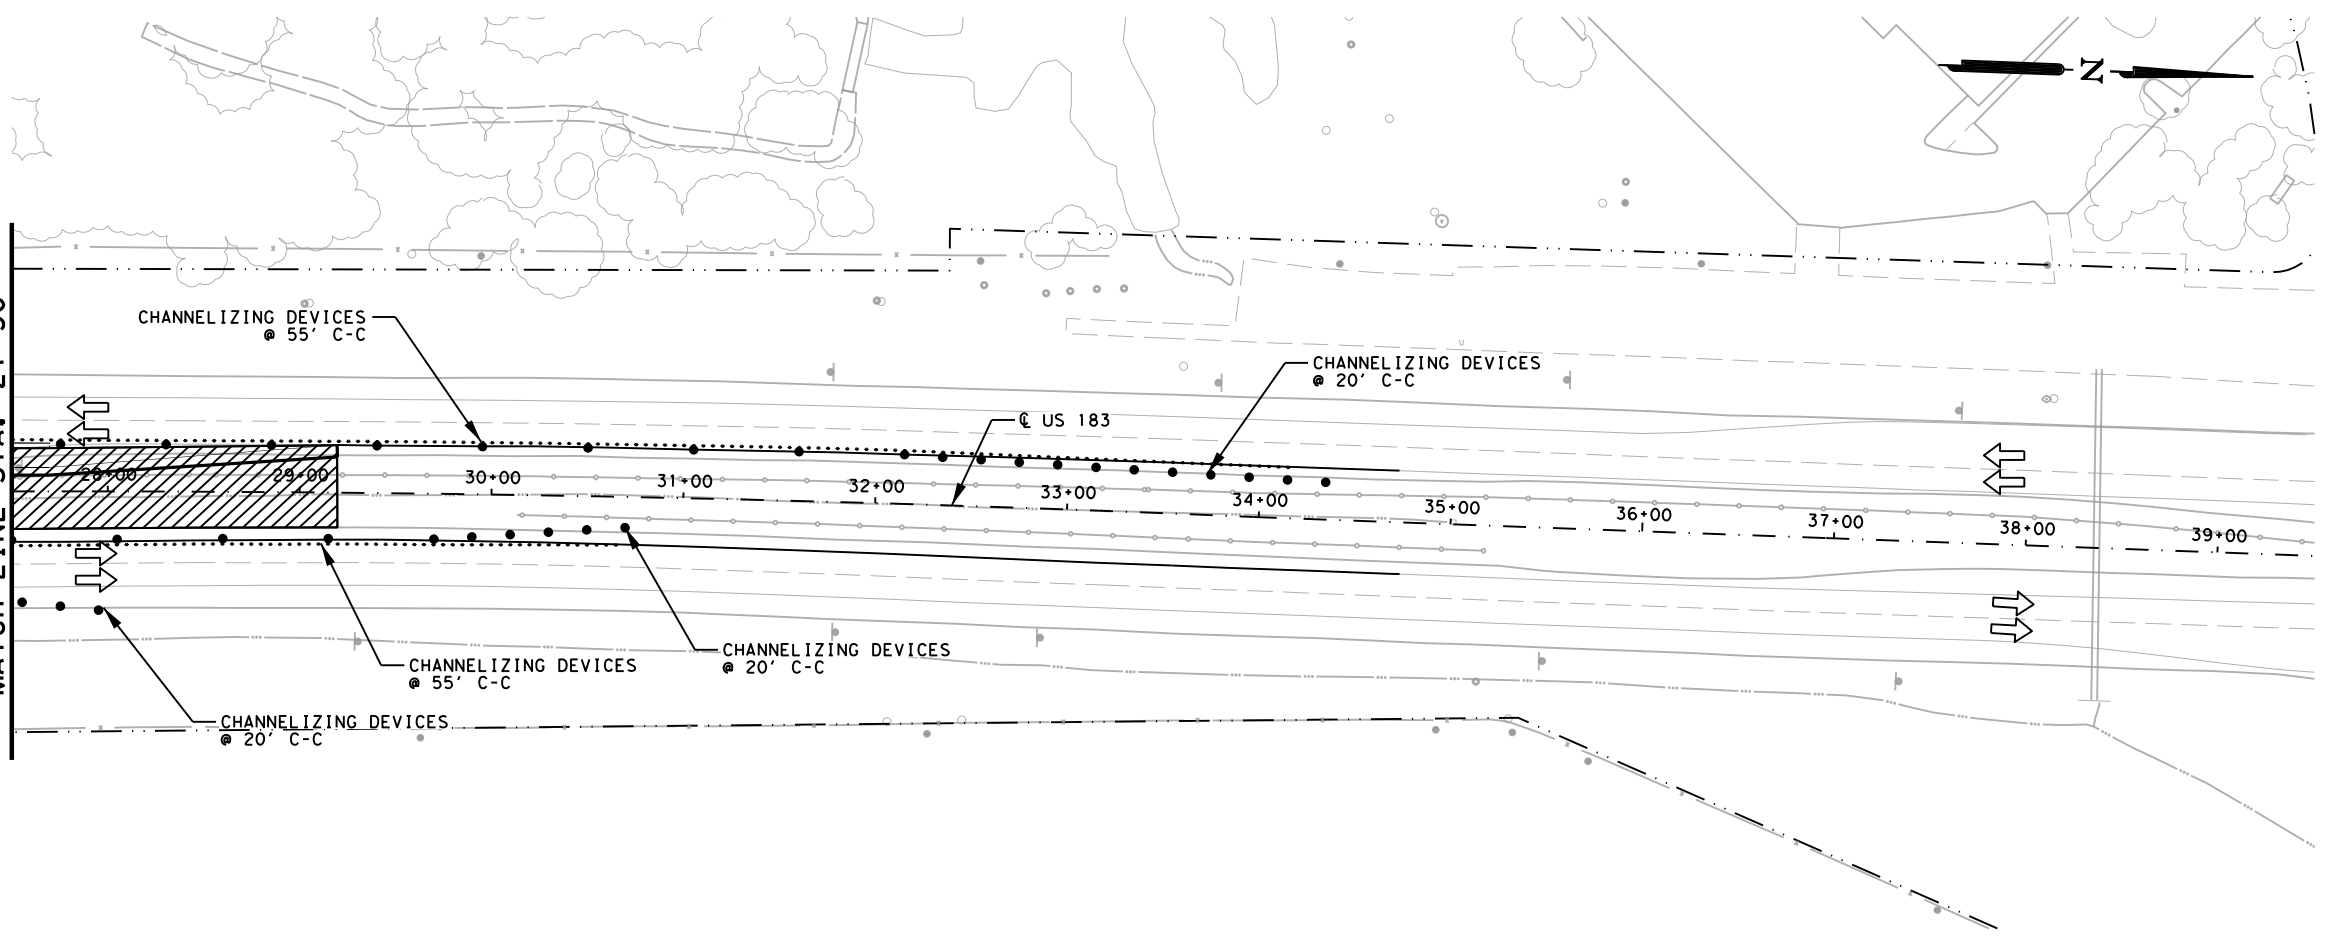 N
CHANNELIZING DEVICES
@ 55' C-C
CHANNELIZING DEVICES
@ 20' C-C
℄ US 183
28+00
29+00
30+00
31+00
32+00
33+00
34+00
35+00
36+00
37+00
38+00
39+00
CHANNELIZING DEVICES
@ 20' C-C
CHANNELIZING DEVICES
@ 55' C-C
CHANNELIZING DEVICES
@ 20' C-C